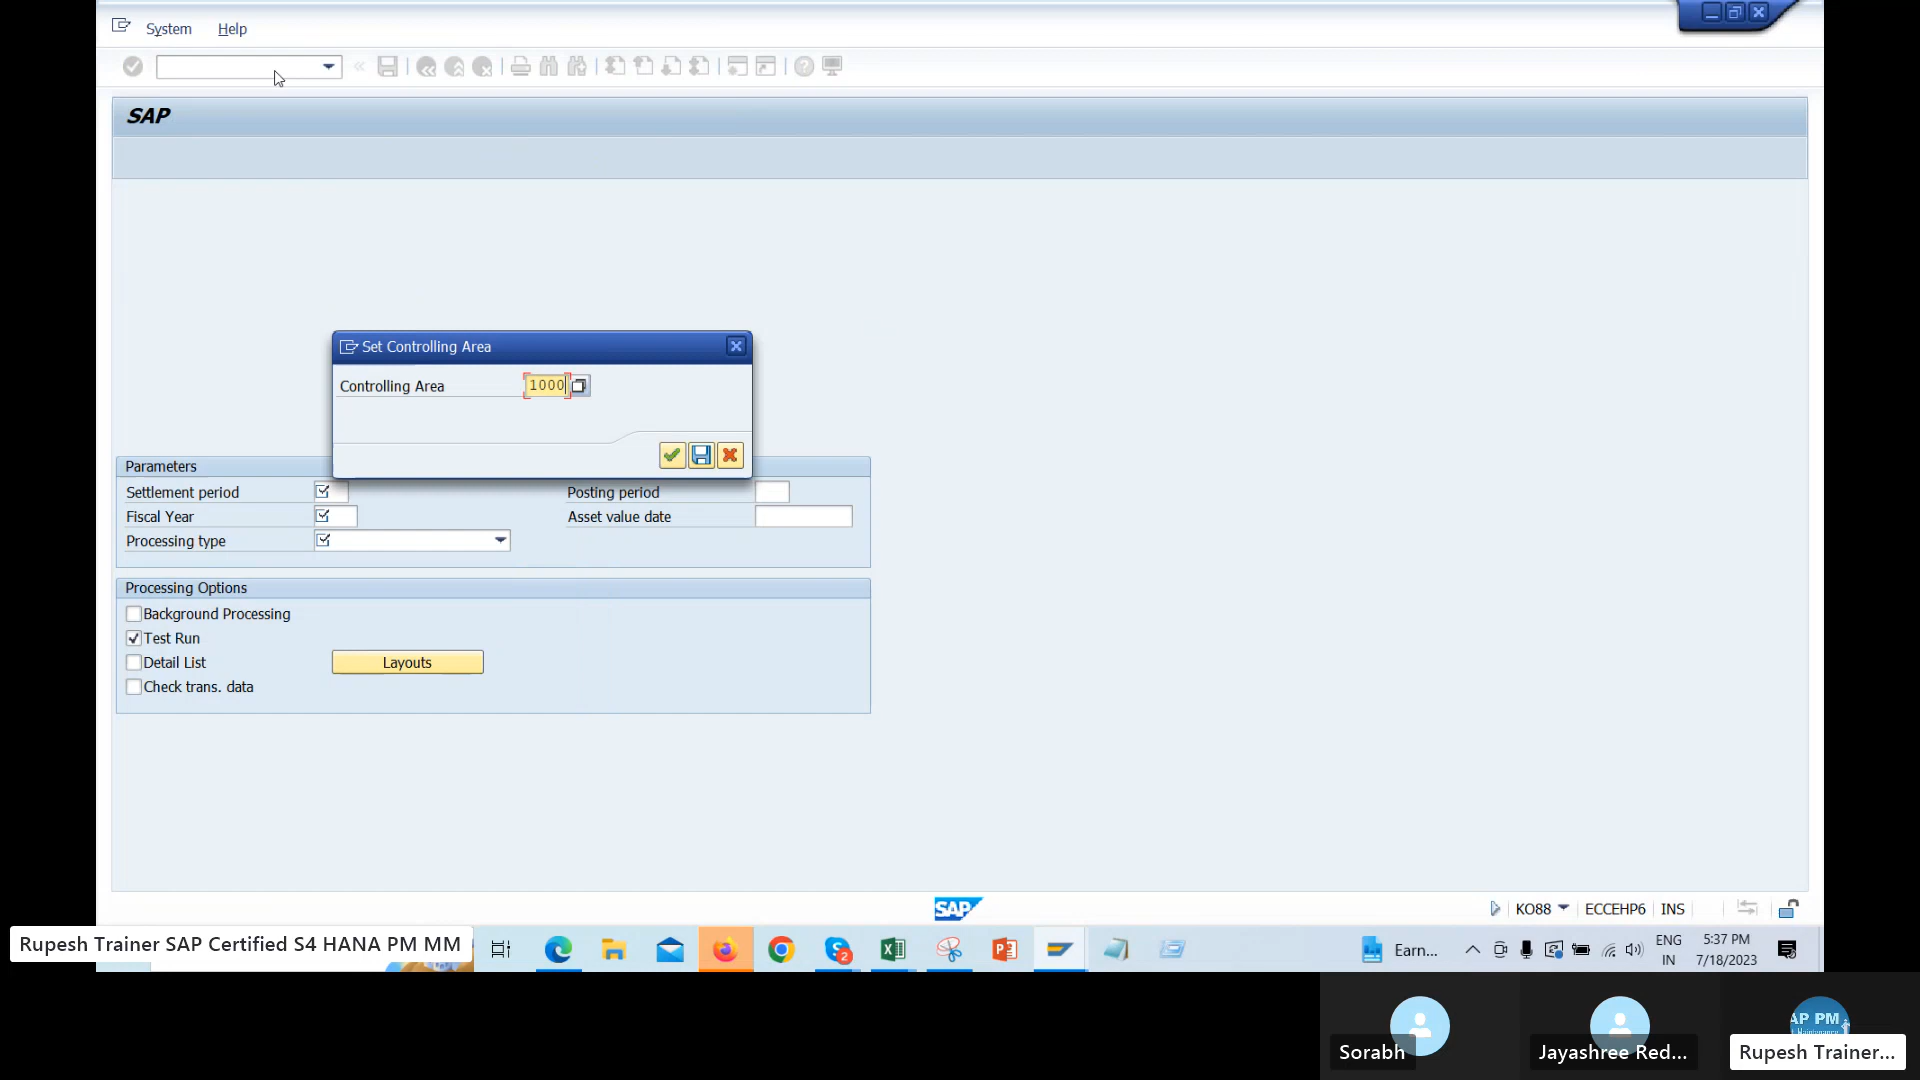 System Help
SAP
Set Controlling Area
Controlling Area 1000
Parameters
Settlement period Posting period
Fiscal Year Asset value date
Processing type
Processing Options
Background Processing
Test Run
Detail List Layouts
Check trans. data
SAP KO88 ECCEHP6 INS
Rupesh Trainer SAP Certified S4 HANA PM MM
2
Earn...
ENG
IN
5:37 PM
7/18/2023
AP PM
Sorabh Jayashree Red... Rupesh Trainer...